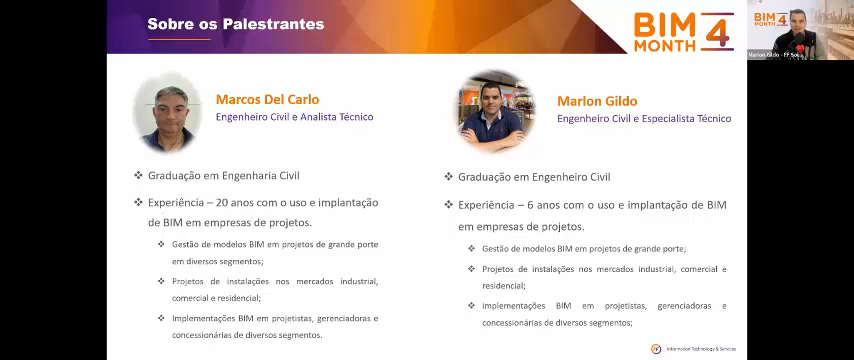 Sobre os Palestrantes
BIM
MONTH 4
BIM
MONTH 4
Marlon Gildo - FF So
Marcos Del Carlo
Engenheiro Civil e Analista Técnico
❖ Graduação em Engenharia Civil
❖ Experiência – 20 anos com o uso e implantação
de BIM em empresas de projetos.
❖ Gestão de modelos BIM em projetos de grande porte
em diversos segmentos;
❖ Projetos de instalações nos mercados industrial,
comercial e residencial;
❖ Implementações BIM em projetistas, gerenciadoras e
concessionárias de diversos segmentos.
Marlon Gildo
Engenheiro Civil e Especialista Técnico
❖ Graduação em Engenheiro Civil
❖ Experiência – 6 anos com o uso e implantação de BIM
em empresas de projetos.
❖ Gestão de modelos BIM em projetos de grande porte;
❖ Projetos de instalações nos mercados industrial, comercial e
residencial;
❖ Implementações BIM em projetistas, gerenciadoras e
concessionárias de diversos segmentos;
Information Technology & Services